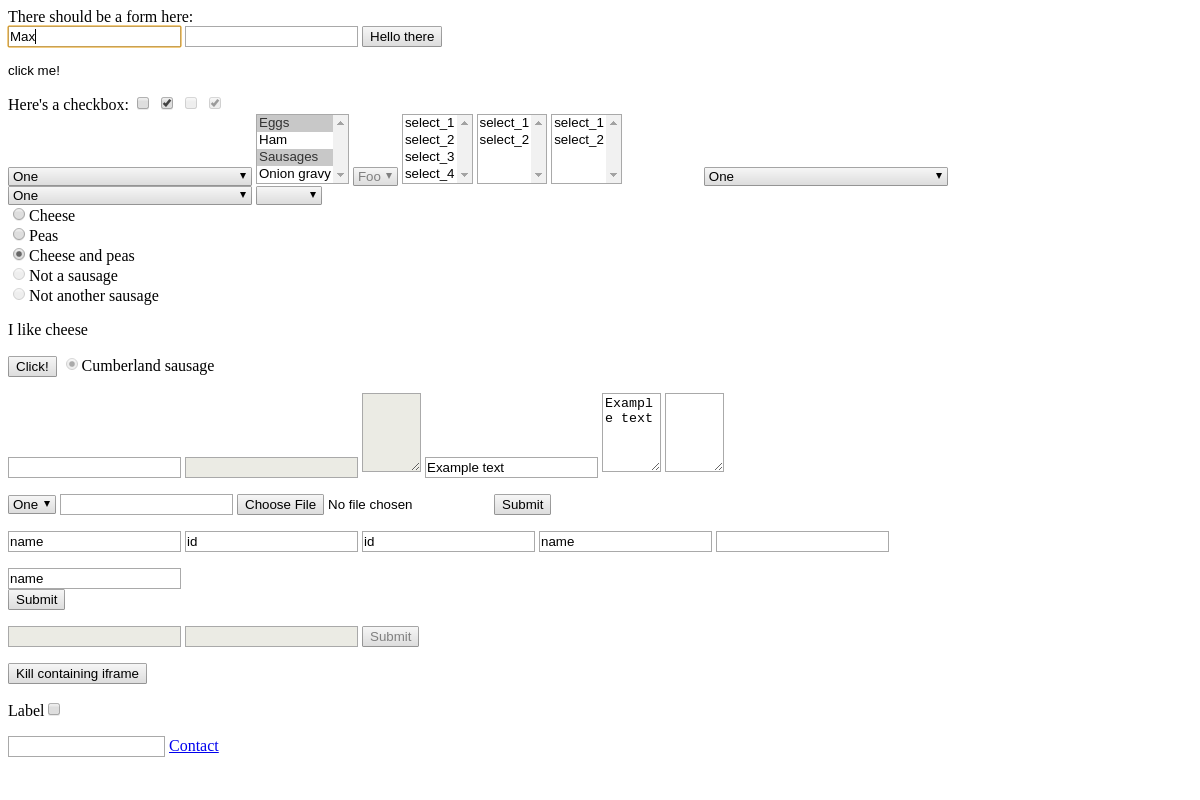 There should be a form here:
Max Hello there
click me!
Here's a checkbox:
Eggs select_1 select_1 select_1
Ham select_2 select_2 select_2
Sausages select_3
One Onion gravy Foo select_4 One
One
Cheese
Peas
Cheese and peas
Not a sausage
Not another sausage
I like cheese
Click! Cumberland sausage
Exampl
e text
Example text
One Choose File No file chosen Submit
name id id name
name
Submit
Submit
Kill containing iframe
Label
Contact